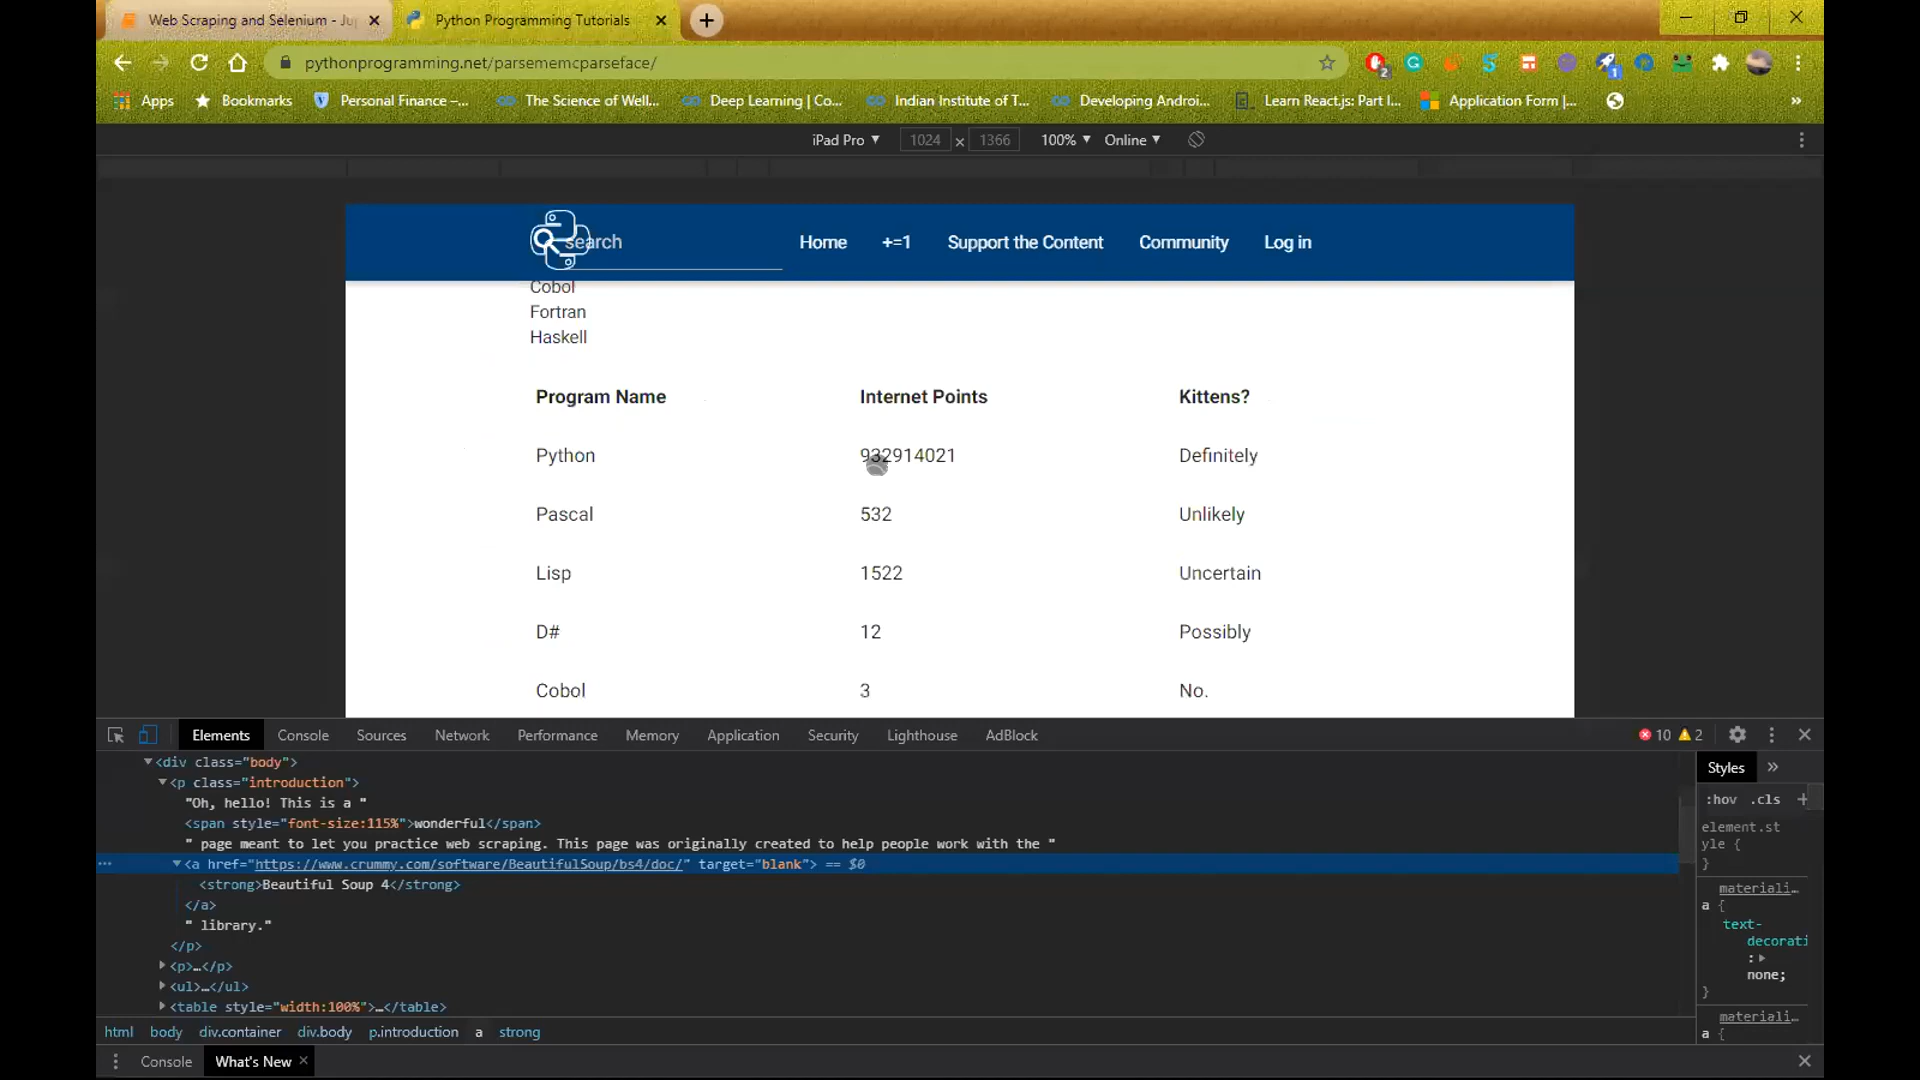 Web Scraping and Selenium - Ju
Python Programming Tutorials
pythonprogramming.net/parsememcparseface/
2
1
Apps
Bookmarks
Personal Finance –...
The Science of Well...
Deep Learning | Co...
Indian Institute of T...
Developing Androi...
Learn React.js: Part I...
Application Form |...
»
iPad Pro
1024 x 1366
100%
Online
search
Home
+=1
Support the Content
Community
Log in
Cobol
Fortran
Haskell
Program Name Internet Points Kittens?
Python 932914021 Definitely
Pascal 532 Unlikely
Lisp 1522 Uncertain
D# 12 Possibly
Cobol 3 No.
Elements Console Sources Network Performance Memory Application Security Lighthouse AdBlock
10 2
<div class="body">
<p class="introduction">
"Oh, hello! This is a "
<span style="font-size:115%">wonderful</span>
" page meant to let you practice web scraping. This page was originally created to help people work with the "
<a href="https://www.crummy.com/software/BeautifulSoup/bs4/doc/" target="blank"> == $0
<strong>Beautiful Soup 4</strong>
</a>
" library."
</p>
<p>…</p>
<ul>…</ul>
<table style="width:100%">…</table>
Styles »
:hov .cls +
element.st
yle {
}
materiali…
a {
text-
decorati
:
none;
}
materiali…
a {
html body div.container div.body p.introduction a strong
Console What's New